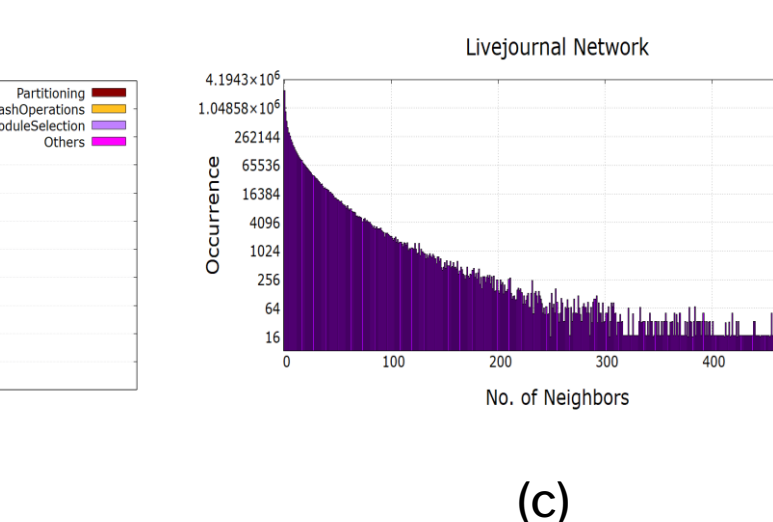 Partitioning
ashOperations
oduleSelection
Others
Livejournal Network
4.1943×10⁶
1.04858×10⁶
262144
65536
16384
4096
1024
256
64
16
Occurrence
0 100 200 300 400
No. of Neighbors
(c)